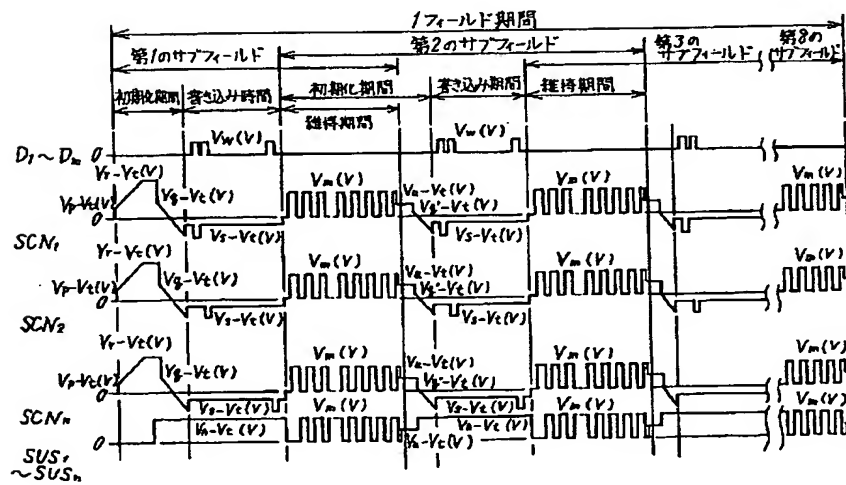 1フィールド期間
第1のサブフィールド 第2のサブフィールド 第3のサブフィールド 第8のサブフィールド
初期化期間 書き込み時間 初期化期間 書き込み期間 維持期間
維持期間
D1～Dm 0 Vw(V) Vw(V)
Vr-Vt(V) Vm(V) Vm(V) Vm(V)
Vp-Vt(V) 0 Vg-Vt(V) Va-Vt(V)
Vg'-Vt(V)
Vs-Vt(V) Vs-Vt(V)
SCN1
Vr-Vt(V) Vm(V) Vm(V) Vm(V)
Vp-Vt(V) 0 Vg-Vt(V) Va-Vt(V)
Vg'-Vt(V)
Vs-Vt(V) Vs-Vt(V)
SCN2
Vr-Vt(V) Vm(V) Vm(V) Vm(V)
Vp-Vt(V) Vg-Vt(V) Va-Vt(V)
Vg'-Vt(V)
Vs-Vt(V) Vs-Vt(V)
SCNn
0 Vh-Vt(V) Vm(V) Vh-Vt(V) Vm(V) Vm(V)
Va-Vt(V)
SUS1
～SUSn